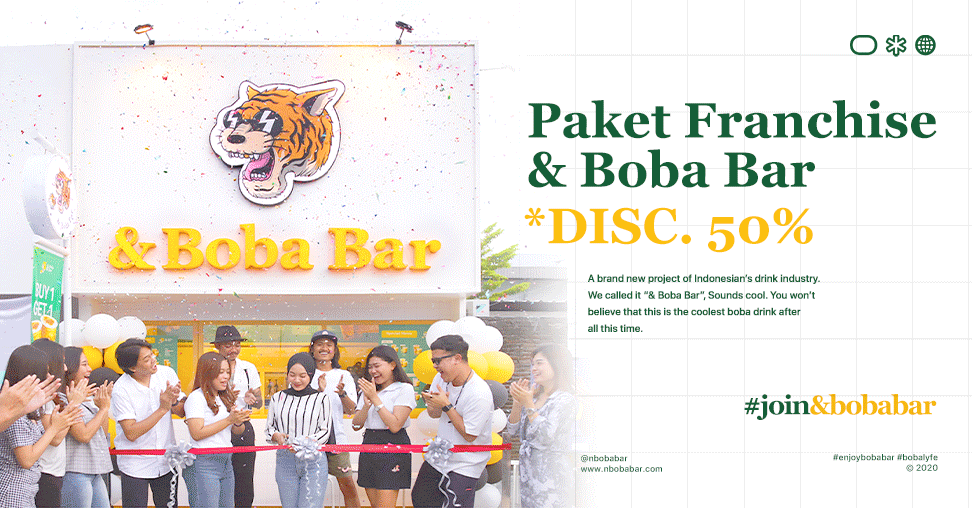 & Boba Bar
BUY 1
GET 1
Paket Franchise
& Boba Bar
*DISC. 50%
A brand new project of Indonesian's drink industry.
We called it “& Boba Bar”, Sounds cool. You won't
believe that this is the coolest boba drink after
all this time.
#join&bobabar
@nbobabar
www.nbobabar.com
#enjoybobabar #bobalyfe
© 2020